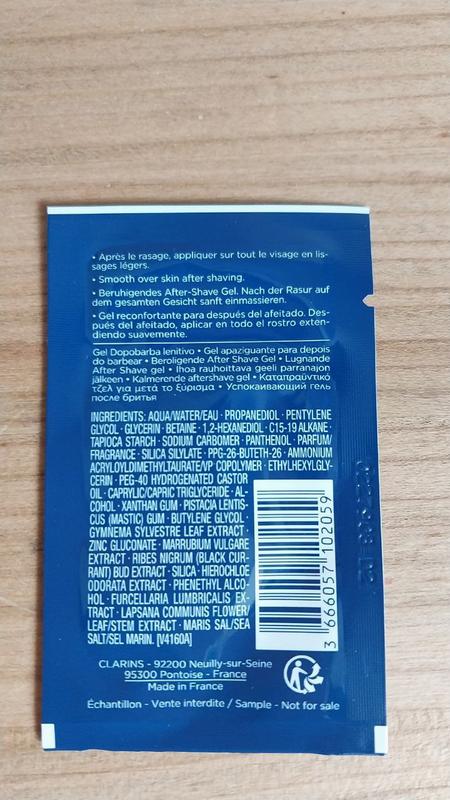 • Après le rasage, appliquer sur tout le visage en lis-
sages légers.
• Smooth over skin after shaving.
• Beruhigendes After-Shave Gel. Nach der Rasur auf
dem gesamten Gesicht sanft einmassieren.
• Gel reconfortante para después del afeitado. Des-
pués del afeitado, aplicar en todo el rostro exten-
diendo suavemente.
Gel Dopobarba lenitivo • Gel apaziguante para depois
do barbear • Beroligende After Shave Gel • Lugnande
After Shave Gel • Ihoa rauhoittava geeli parranajon
jälkeen • Kalmerende aftershave gel • Καταπραϋντικό
τζελ για μετά το ξύρισμα • Успокаивающий гель
после бритья
INGREDIENTS: AQUA/WATER/EAU · PROPANEDIOL · PENTYLENE
GLYCOL · GLYCERIN · BETAINE · 1,2-HEXANEDIOL · C15-19 ALKANE ·
TAPIOCA STARCH · SODIUM CARBOMER · PANTHENOL · PARFUM/
FRAGRANCE · SILICA SILYLATE · PPG-26-BUTETH-26 · AMMONIUM
ACRYLOYLDIMETHYLTAURATE/VP COPOLYMER · ETHYLHEXYLGLY-
CERIN · PEG-40 HYDROGENATED CASTOR
OIL · CAPRYLIC/CAPRIC TRIGLYCERIDE · AL-
COHOL · XANTHAN GUM · PISTACIA LENTIS-
CUS (MASTIC) GUM · BUTYLENE GLYCOL ·
GYMNEMA SYLVESTRE LEAF EXTRACT ·
ZINC GLUCONATE · MARRUBIUM VULGARE
EXTRACT · RIBES NIGRUM (BLACK CUR-
RANT) BUD EXTRACT · SILICA · HIEROCHLOE
ODORATA EXTRACT · PHENETHYL ALCO-
HOL · FURCELLARIA LUMBRICALIS EX-
TRACT · LAPSANA COMMUNIS FLOWER/
LEAF/STEM EXTRACT · MARIS SAL/SEA
SALT/SEL MARIN. [V4160A]
3 666057 102059
CLARINS - 92200 Neuilly-sur-Seine
95300 Pontoise - France
Made in France
Échantillon - Vente interdite / Sample - Not for sale